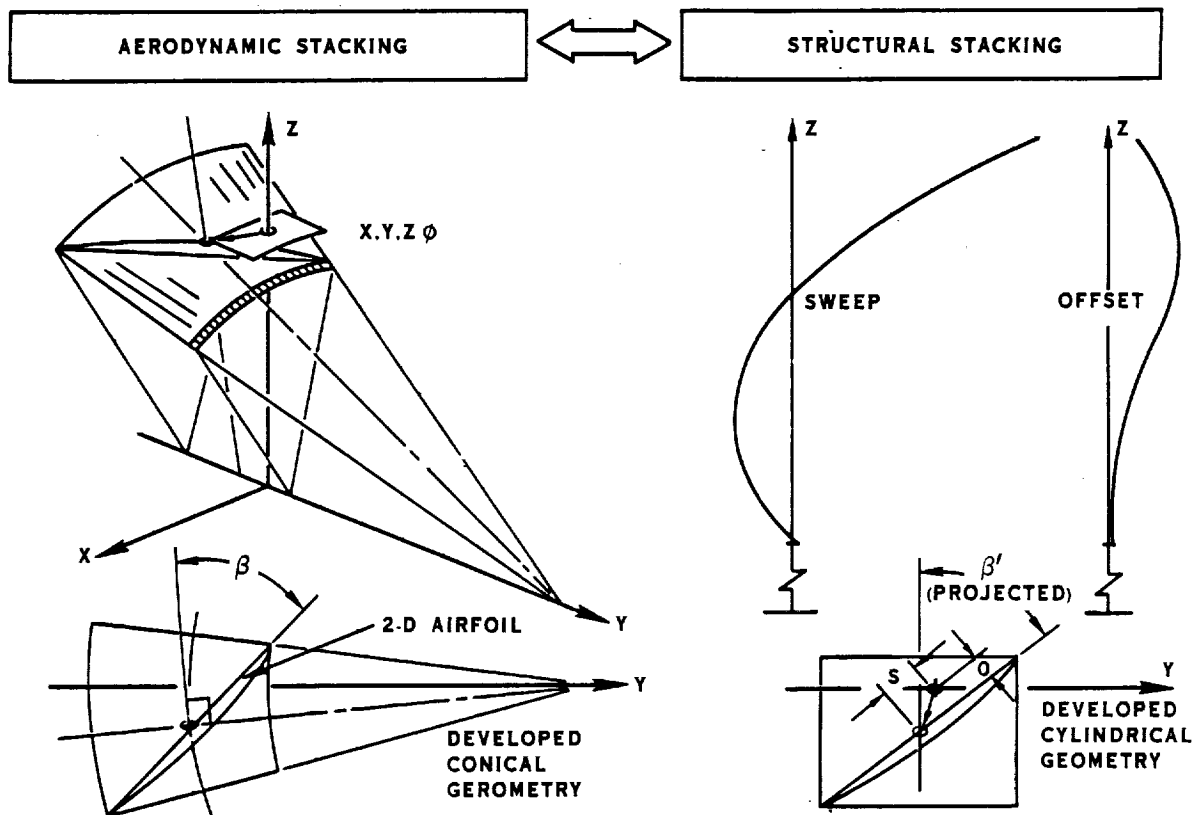 AERODYNAMIC STACKING
STRUCTURAL STACKING
Z
X.Y.Z ϕ
X
Y
β
2-D AIRFOIL
Y
DEVELOPED
CONICAL
GEROMETRY
Z
SWEEP
Z
OFFSET
β′
(PROJECTED)
S
O
Y
DEVELOPED
CYLINDRICAL
GEOMETRY